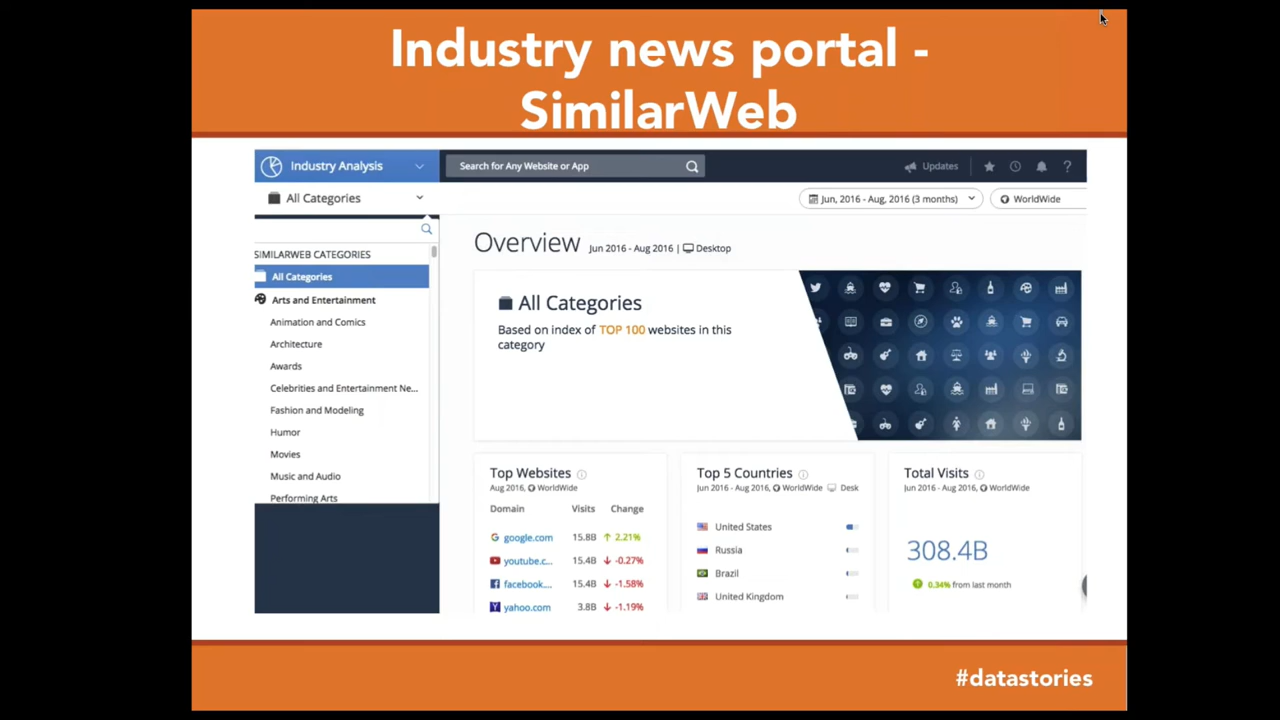 Industry news portal -
SimilarWeb
Industry Analysis
Search for Any Website or App
Updates
?
All Categories
Jun, 2016 - Aug, 2016 (3 months)
WorldWide
SIMILARWEB CATEGORIES
All Categories
Arts and Entertainment
Animation and Comics
Architecture
Awards
Celebrities and Entertainment Ne...
Fashion and Modeling
Humor
Movies
Music and Audio
Performing Arts
Overview Jun 2016 - Aug 2016 | Desktop
All Categories
Based on index of TOP 100 websites in this
category
Top Websites
Aug 2016, WorldWide
Domain Visits Change
google.com 15.8B 2.21%
youtube.c... 15.4B -0.27%
facebook.... 15.4B -1.58%
yahoo.com 3.8B -1.19%
Top 5 Countries
Jun 2016 - Aug 2016, WorldWide Desk
United States
Russia
Brazil
United Kingdom
Total Visits
Jun 2016 - Aug 2016, WorldWide
308.4B
0.34% from last month
#datastories